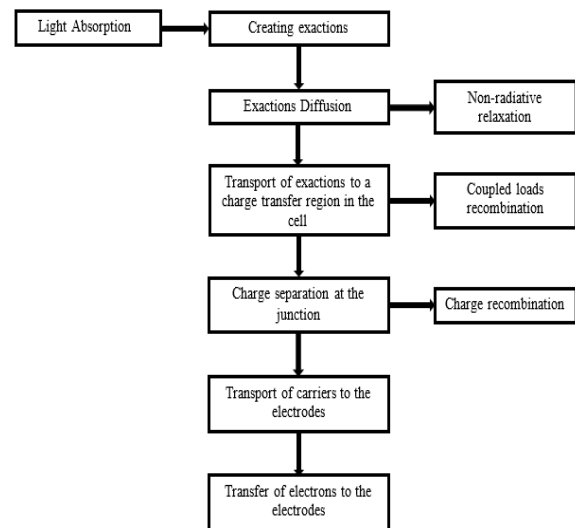 Light Absorption
Creating exactions
Exactions Diffusion
Non-radiative
relaxation
Transport of exactions to a
charge transfer region in the
cell
Coupled loads
recombination
Charge separation at the
junction
Charge recombination
Transport of carriers to the
electrodes
Transfer of electrons to the
electrodes